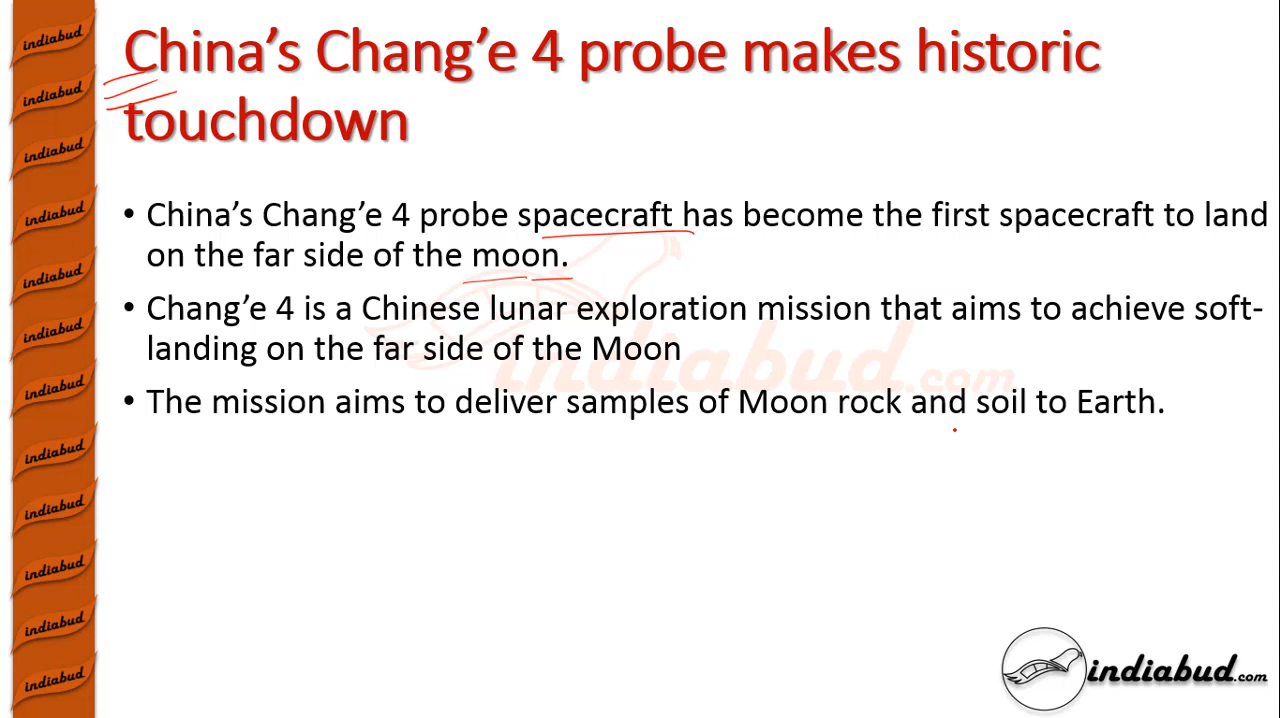 China's Chang'e 4 probe makes historic
touchdown
• China's Chang'e 4 probe spacecraft has become the first spacecraft to land
on the far side of the moon.
• Chang'e 4 is a Chinese lunar exploration mission that aims to achieve soft-
landing on the far side of the Moon
• The mission aims to deliver samples of Moon rock and soil to Earth.
indiabud
indiabud
indiabud
indiabud
indiabud
indiabud
indiabud
indiabud
indiabud
indiabud
indiabud
indiabud
indiabud.com
indiabud.com